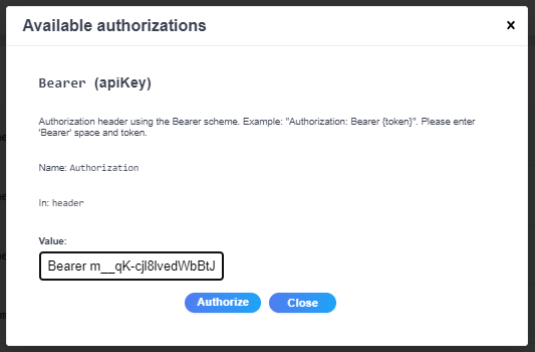 Available authorizations
×
Bearer (apiKey)
Authorization header using the Bearer scheme. Example: "Authorization: Bearer {token}". Please enter
'Bearer' space and token.
Name: Authorization
In: header
Value:
Bearer m__qK-cjl8lvedWbBtJ
Authorize Close